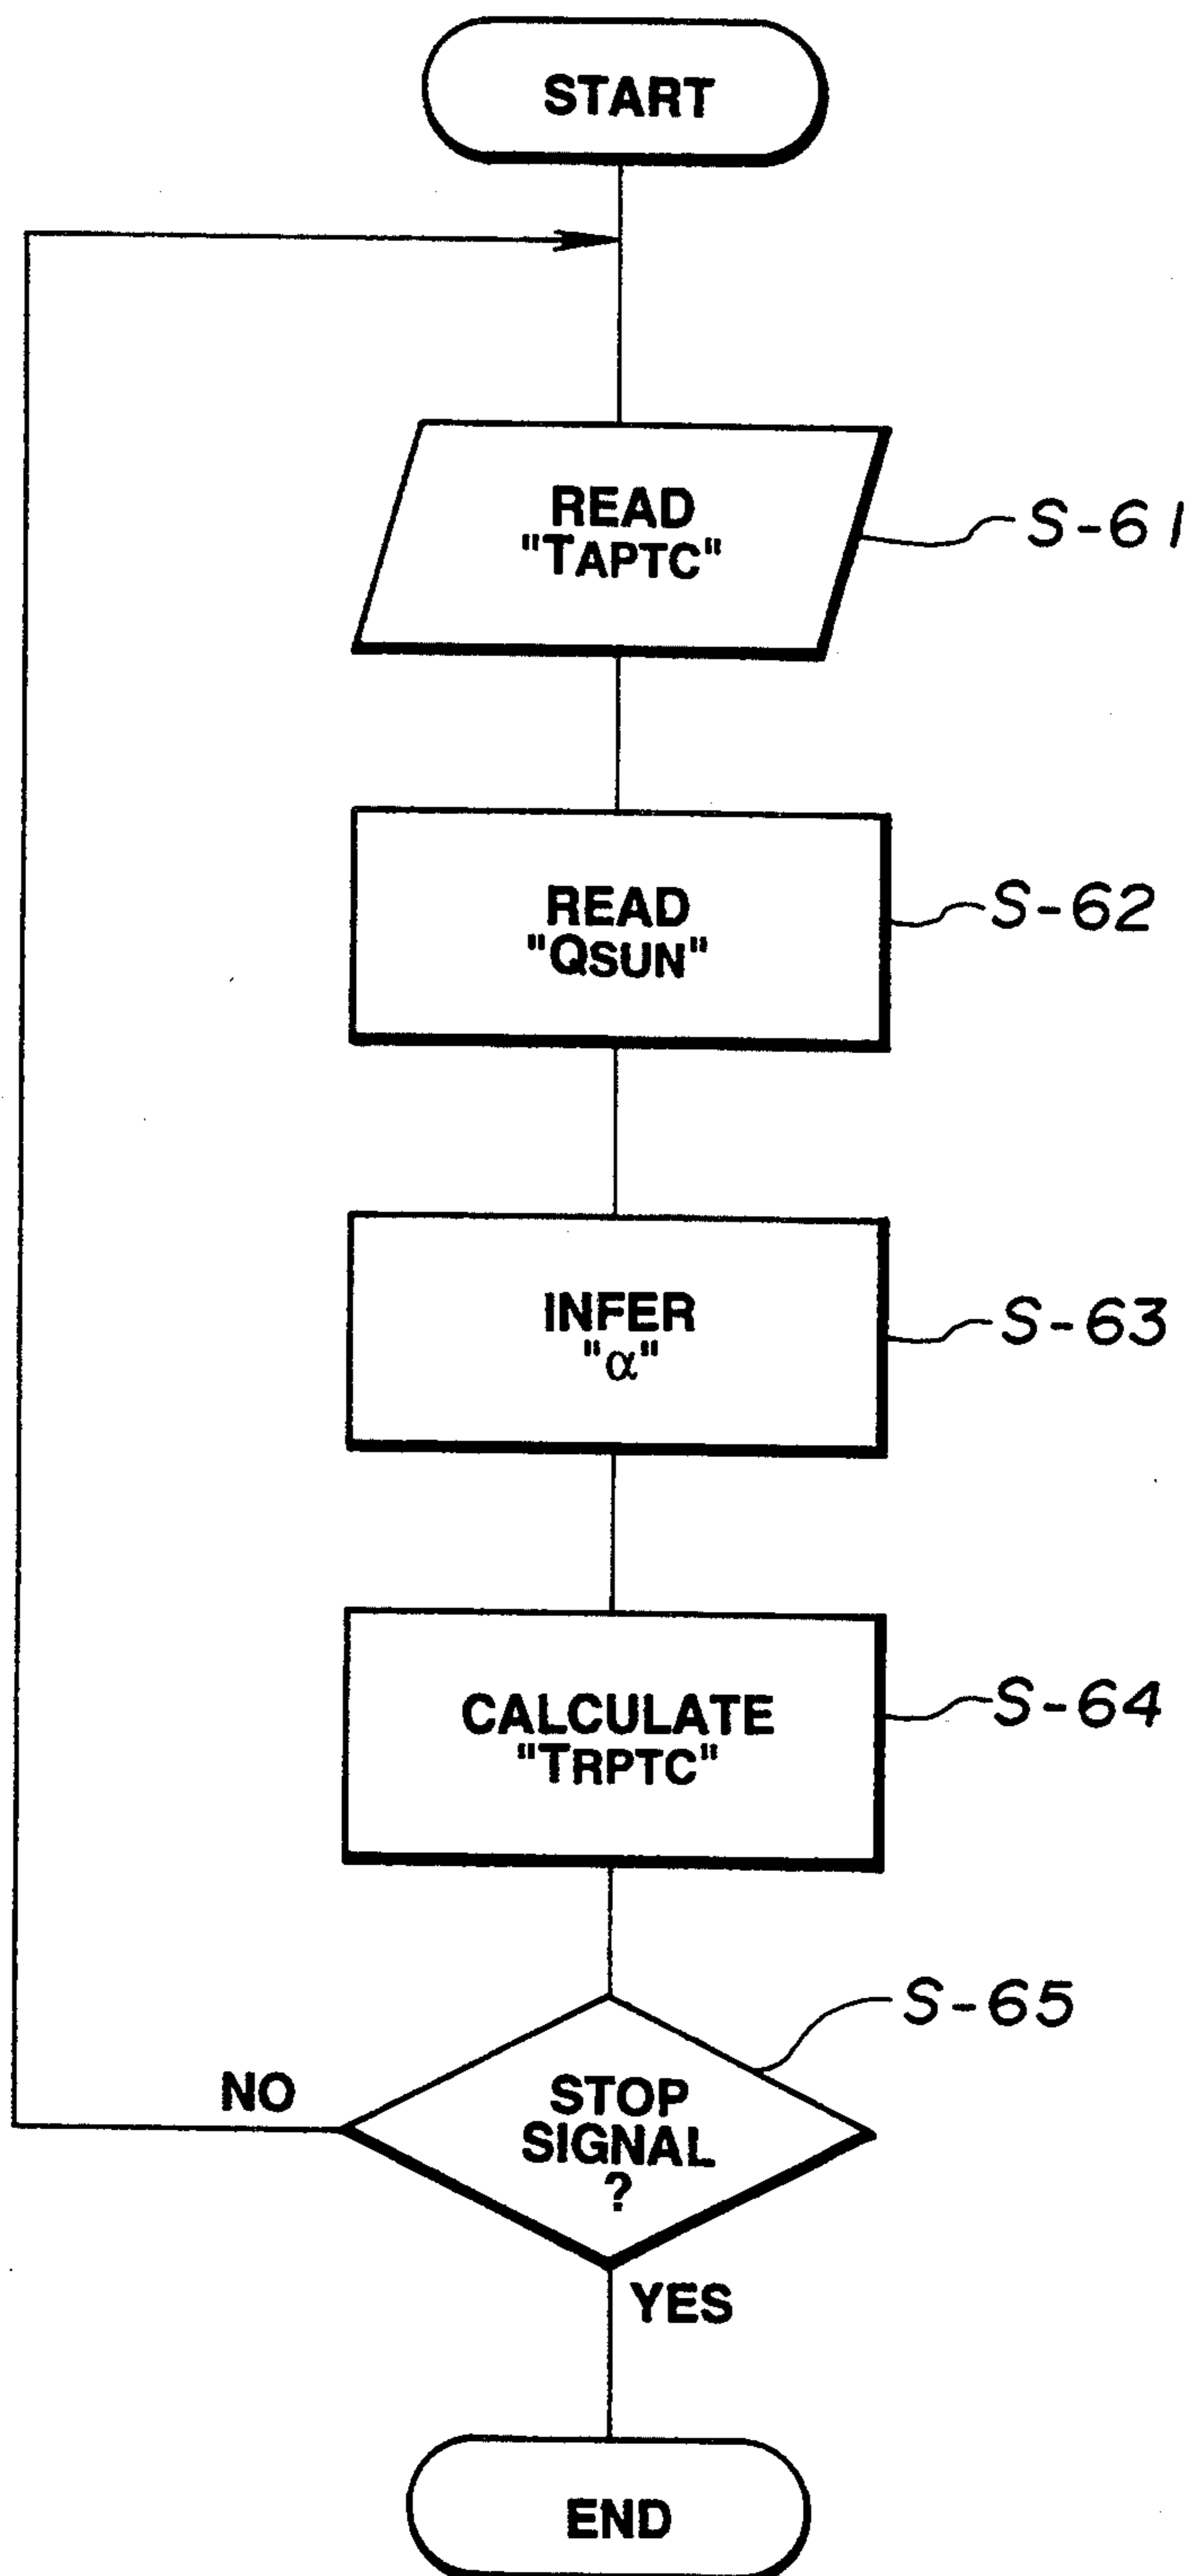 START
READ
"TAPTC"
S-61
READ
"QSUN"
S-62
INFER
"α"
S-63
CALCULATE
"TRPTC"
S-64
S-65
NO
STOP
SIGNAL
?
YES
END